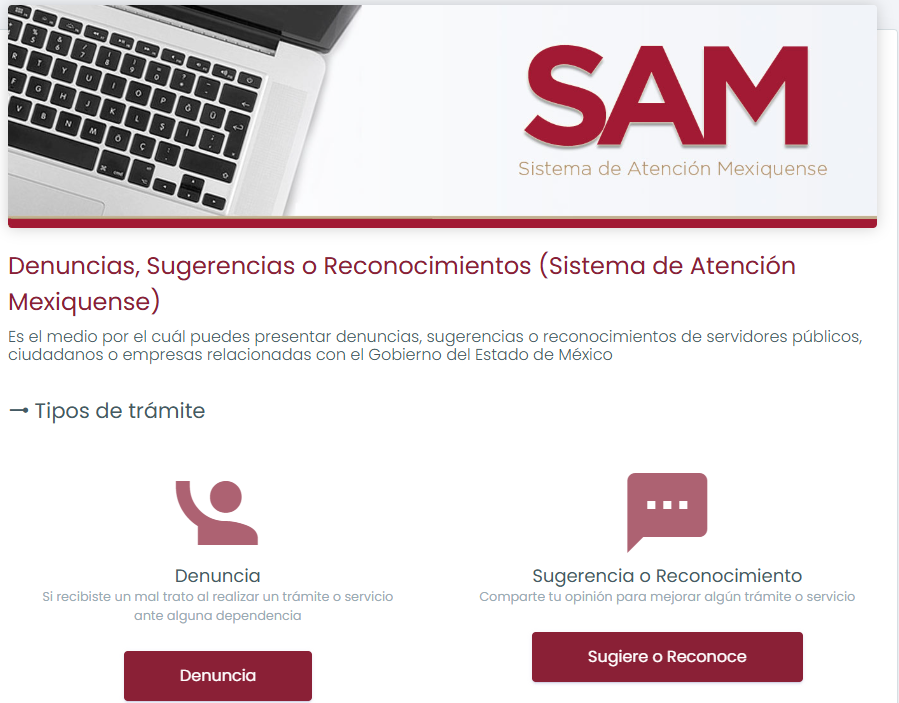 SAM
Sistema de Atención Mexiquense
Denuncias, Sugerencias o Reconocimientos (Sistema de Atención
Mexiquense)
Es el medio por el cuál puedes presentar denuncias, sugerencias o reconocimientos de servidores públicos,
ciudadanos o empresas relacionadas con el Gobierno del Estado de México
Tipos de trámite
Denuncia
Si recibiste un mal trato al realizar un trámite o servicio
ante alguna dependencia
Denuncia
Sugerencia o Reconocimiento
Comparte tu opinión para mejorar algún trámite o servicio
Sugiere o Reconoce